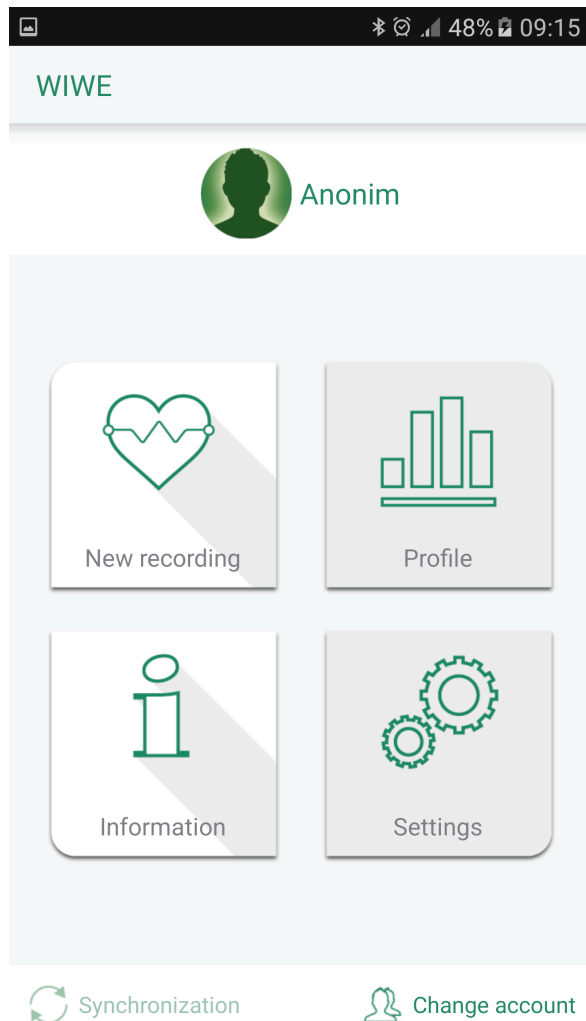 48% 09:15
WIWE
Anonim
New recording
Profile
Information
Settings
Synchronization
Change account